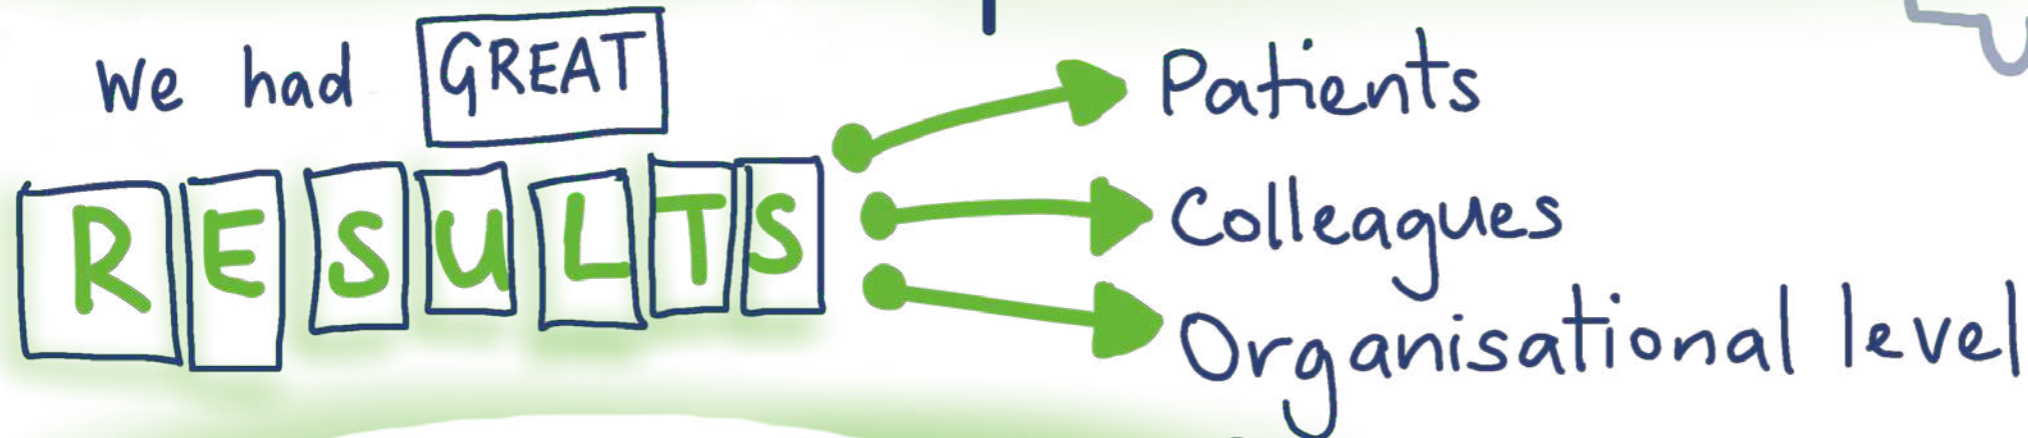 We had GREAT
RESULTS
Patients
Colleagues
Organisational level